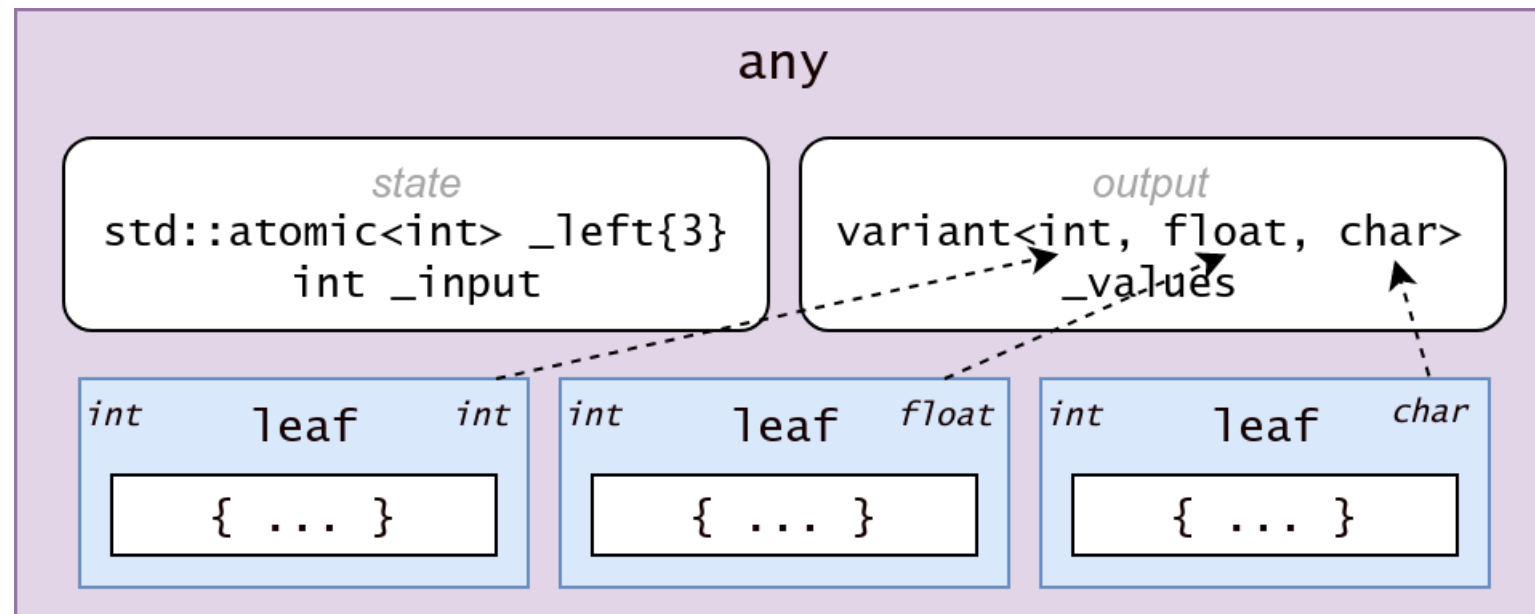 any
state
std::atomic<int> _left{3}
int _input
output
variant<int, float, char>
_values
int leaf int
{ ... }
int leaf float
{ ... }
int leaf char
{ ... }